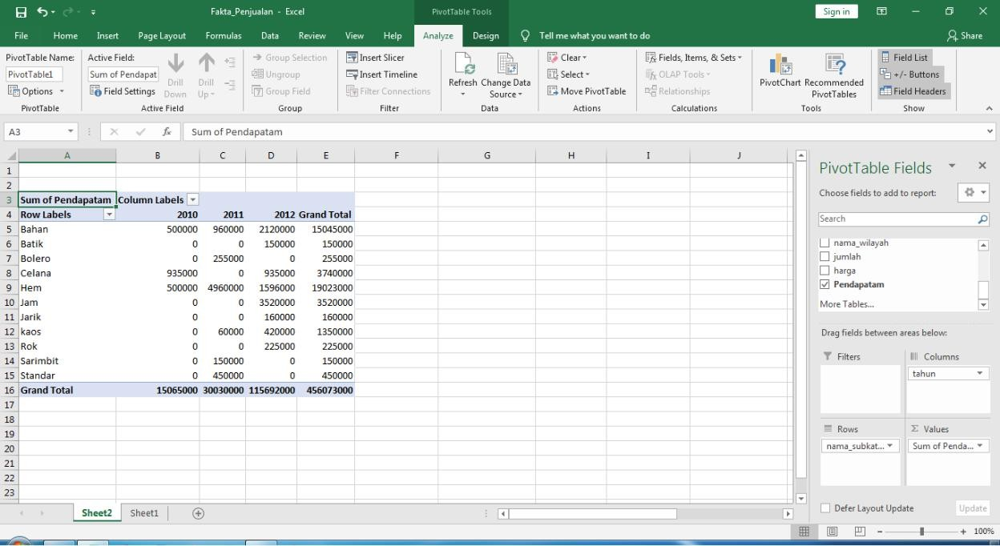 Fakta_Penjualan - Excel
PivotTable Tools
Sign in
File Home Insert Page Layout Formulas Data Review View Help Analyze Design Tell me what you want to do Share
PivotTable Name:
PivotTable1
Options
PivotTable
Active Field:
Sum of Pendapat
Field Settings
Drill Down
Drill Up
Active Field
Group Selection
Ungroup
Group Field
Group
Insert Slicer
Insert Timeline
Filter Connections
Filter
Refresh
Change Data Source
Data
Clear
Select
Move PivotTable
Actions
Fields, Items, & Sets
OLAP Tools
Relationships
Calculations
PivotChart
Recommended PivotTables
Tools
Field List
+/- Buttons
Field Headers
Show
A3 fx Sum of Pendapatam
A B C D E F G H I J
1
2
3 Sum of Pendapatam Column Labels
4 Row Labels 2010 2011 2012 Grand Total
5 Bahan 500000 960000 2120000 15045000
6 Batik 0 0 150000 150000
7 Bolero 0 255000 0 255000
8 Celana 935000 0 935000 3740000
9 Hem 500000 4960000 1596000 19023000
10 Jam 0 0 3520000 3520000
11 Jarik 0 0 160000 160000
12 kaos 0 60000 420000 1350000
13 Rok 0 0 225000 225000
14 Sarimbit 0 150000 0 150000
15 Standar 0 450000 0 450000
16 Grand Total 15065000 30030000 115692000 456073000
17
18
19
20
21
22
23
Sheet2 Sheet1
PivotTable Fields
Choose fields to add to report:
Search
nama_wilayah
jumlah
harga
Pendapatam
More Tables...
Drag fields between areas below:
Filters
Columns
tahun
Rows
nama_subkat...
Σ Values
Sum of Penda...
Defer Layout Update
Update
100%